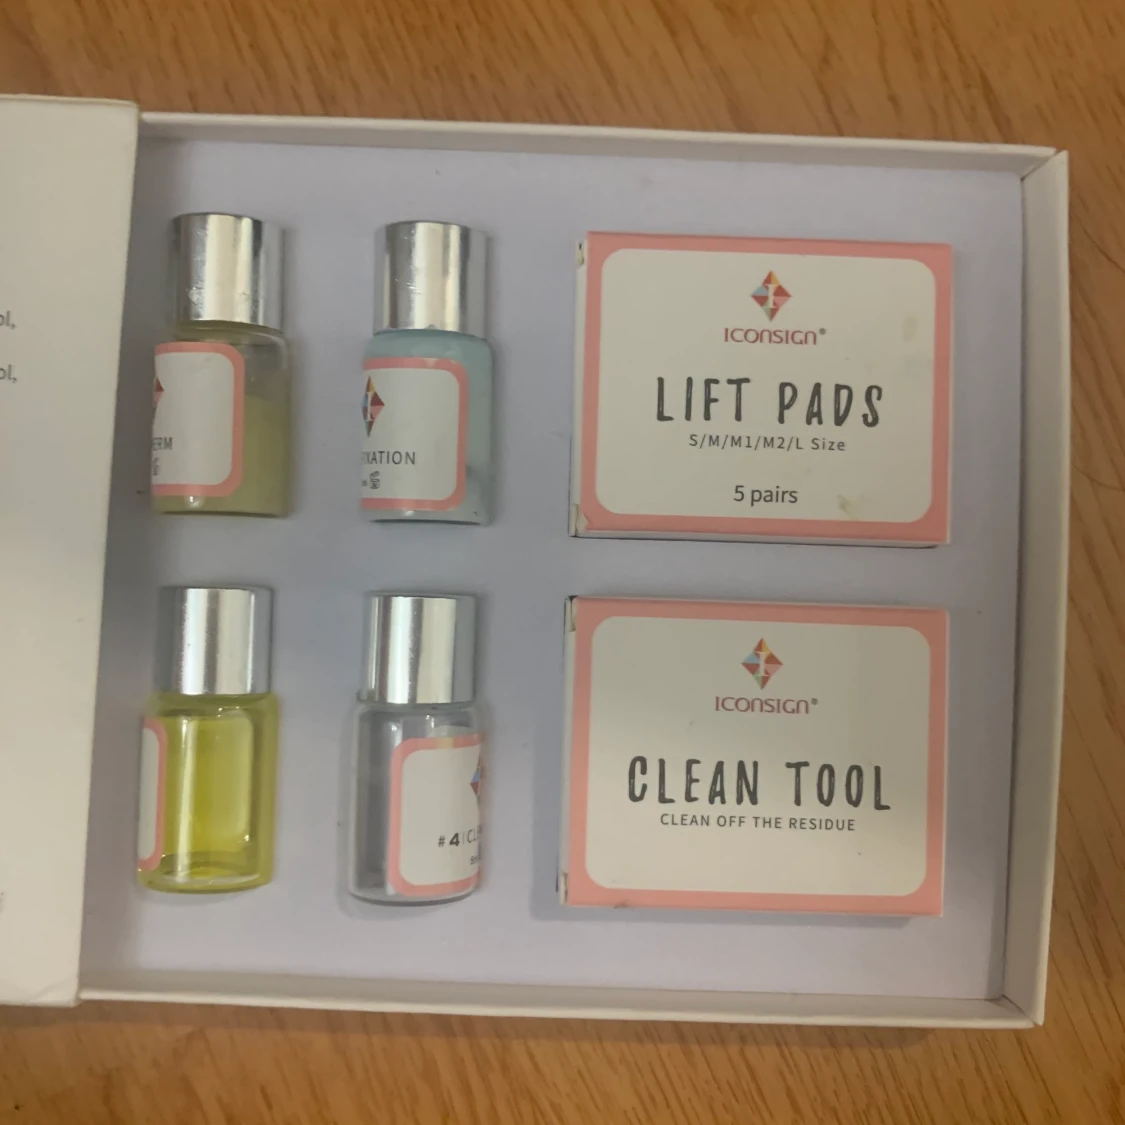 ol,
ol,
ERM
XATION
ICONSIGN®
LIFT PADS
S/M/M1/M2/L Size
5 pairs
#4|CLE
ICONSIGN®
CLEAN TOOL
CLEAN OFF THE RESIDUE